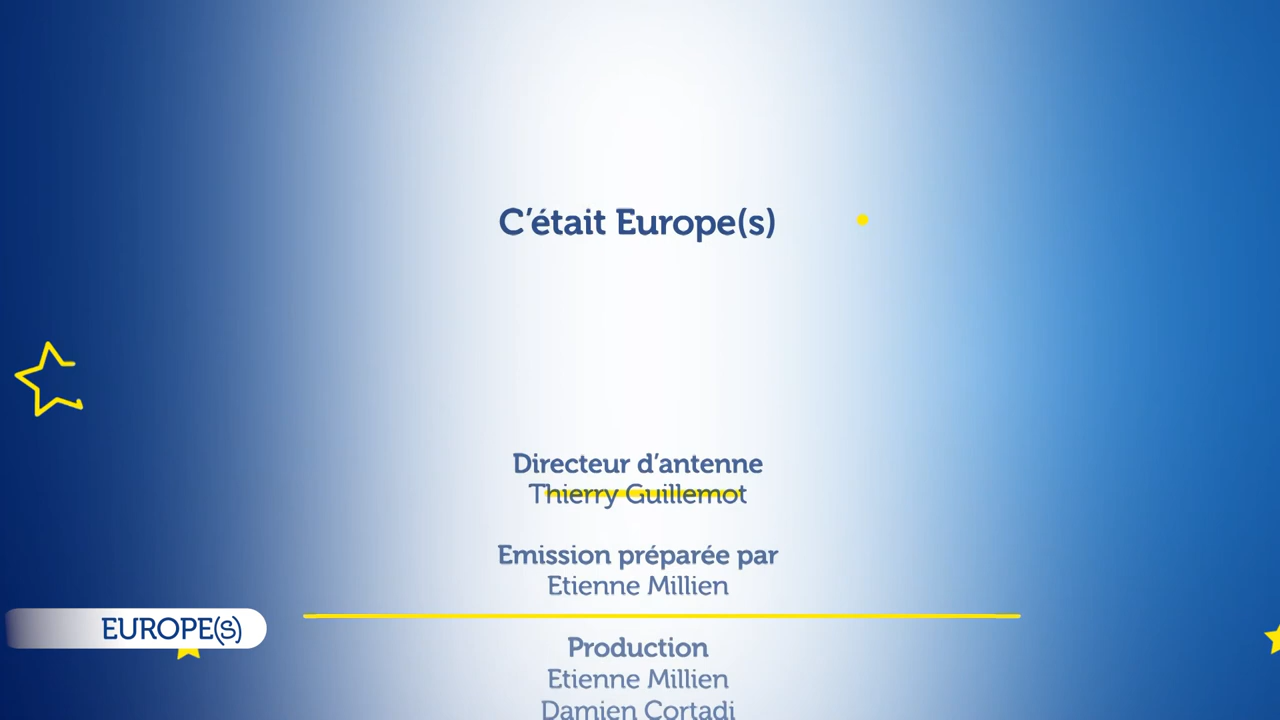 C'était Europe(s)
Directeur d'antenne
Thierry Guillemot
Emission préparée par
Etienne Millien
EUROPE(S)
Production
Etienne Millien
Damien Cortadi